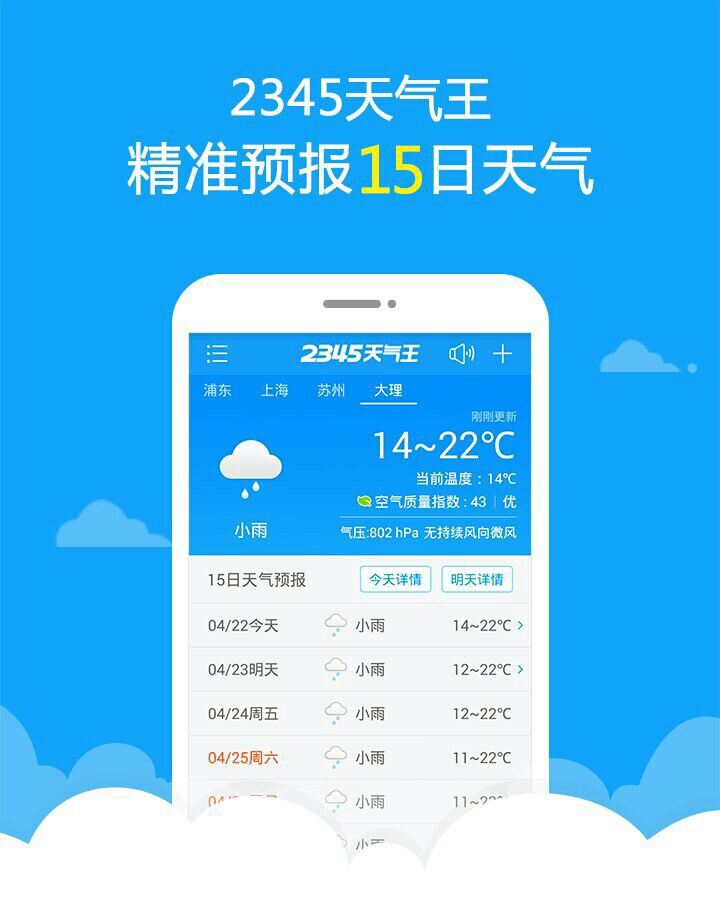 2345天气王
精准预报15日天气
2345天气王
浦东 上海 苏州 大理
刚刚更新
14~22℃
当前温度：14℃
空气质量指数：43 | 优
小雨
气压:802 hPa 无持续风向微风
15日天气预报 今天详情 明天详情
04/22今天 小雨 14~22℃
04/23明天 小雨 12~22℃
04/24周五 小雨 12~22℃
04/25周六 小雨 11~22℃
小雨 11~22℃
小雨